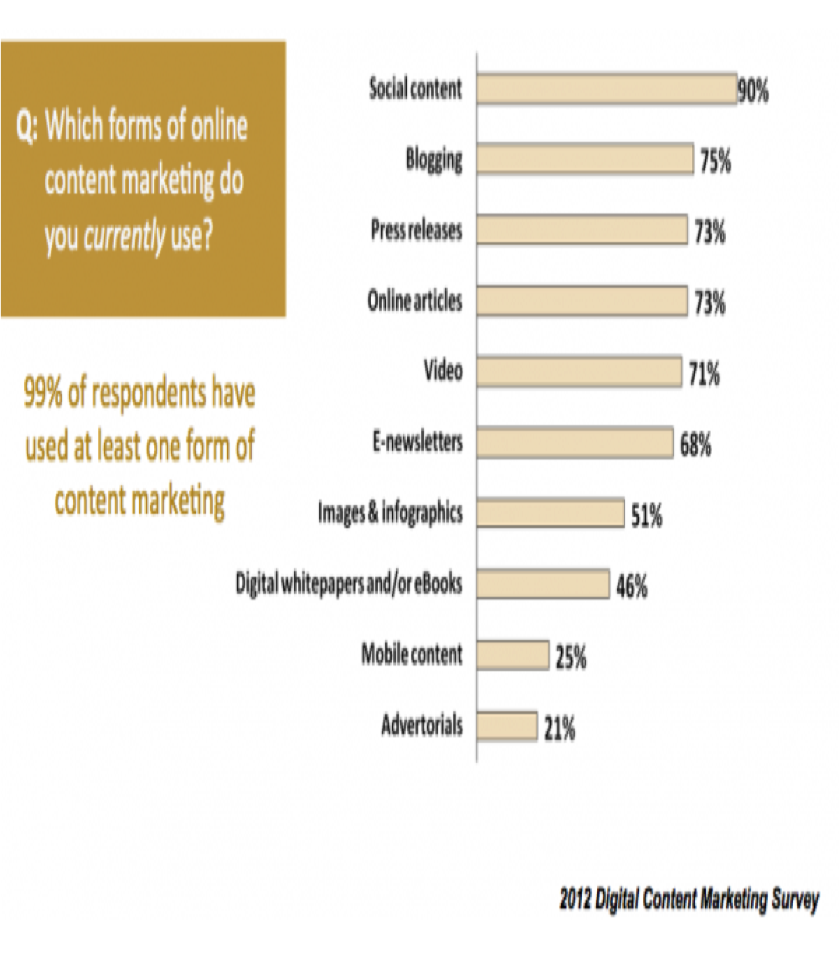 Q: Which forms of online
content marketing do
you currently use?
99% of respondents have
used at least one form of
content marketing
Social content 90%
Blogging 75%
Press releases 73%
Online articles 73%
Video 71%
E-newsletters 68%
Images & infographics 51%
Digital whitepapers and/or eBooks 46%
Mobile content 25%
Advertorials 21%
2012 Digital Content Marketing Survey